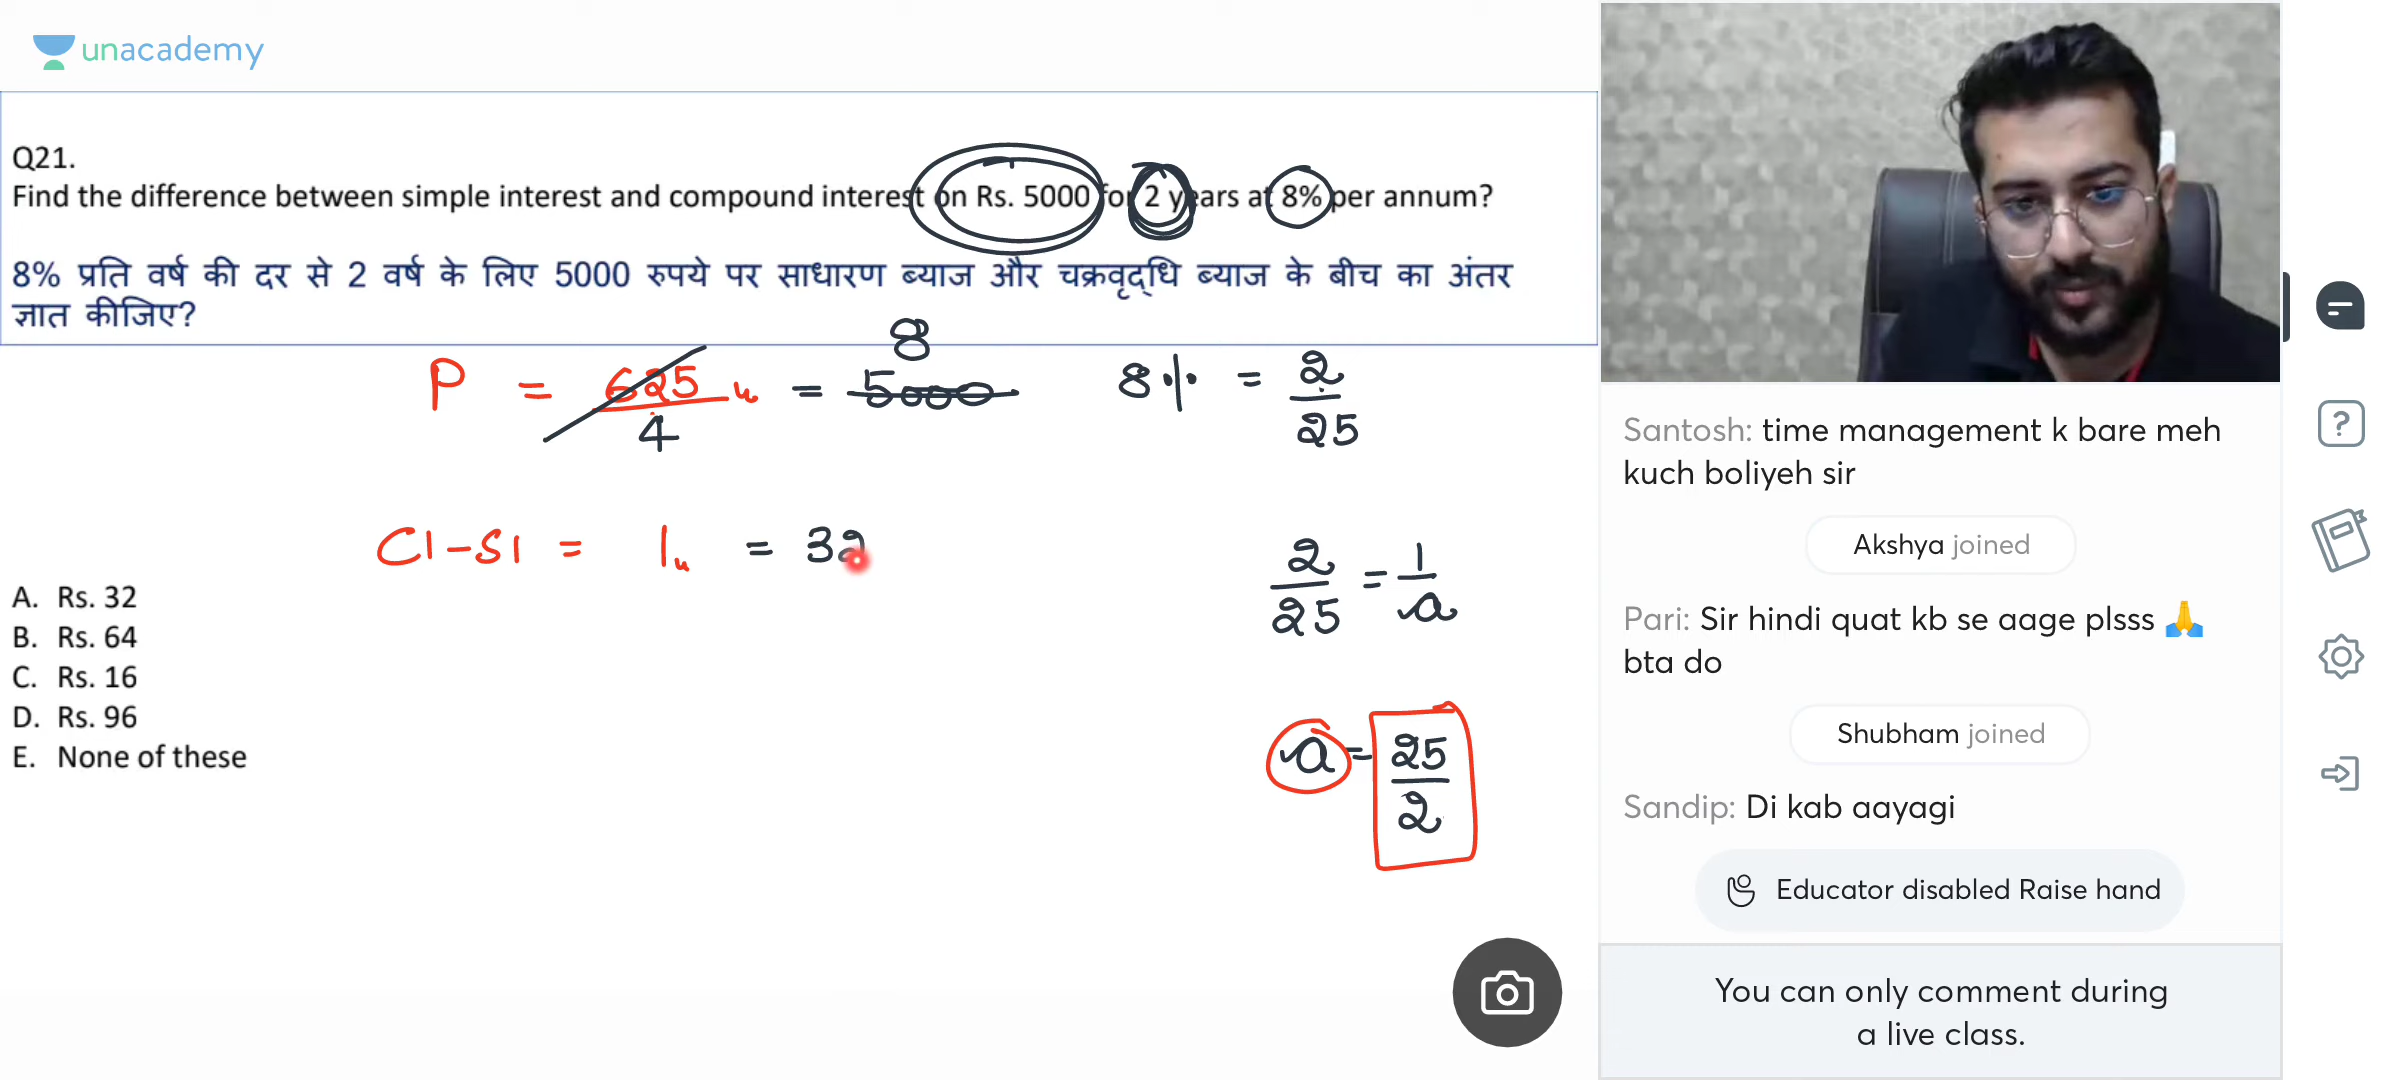 unacademy
Q21.
Find the difference between simple interest and compound interest on Rs. 5000 for 2 years at 8% per annum?
8% प्रति वर्ष की दर से 2 वर्ष के लिए 5000 रुपये पर साधारण ब्याज और चक्रवृद्धि ब्याज के बीच का अंतर
ज्ञात कीजिए?
8
P = 625/4 u = 5000
8% = 2/25
CI-SI = 1u = 32
2/25 = 1/a
a = 25/2
A. Rs. 32
B. Rs. 64
C. Rs. 16
D. Rs. 96
E. None of these
Santosh: time management k bare meh
kuch boliyeh sir
Akshya joined
Pari: Sir hindi quat kb se aage plsss 🙏
bta do
Shubham joined
Sandip: Di kab aayagi
Educator disabled Raise hand
You can only comment during
a live class.